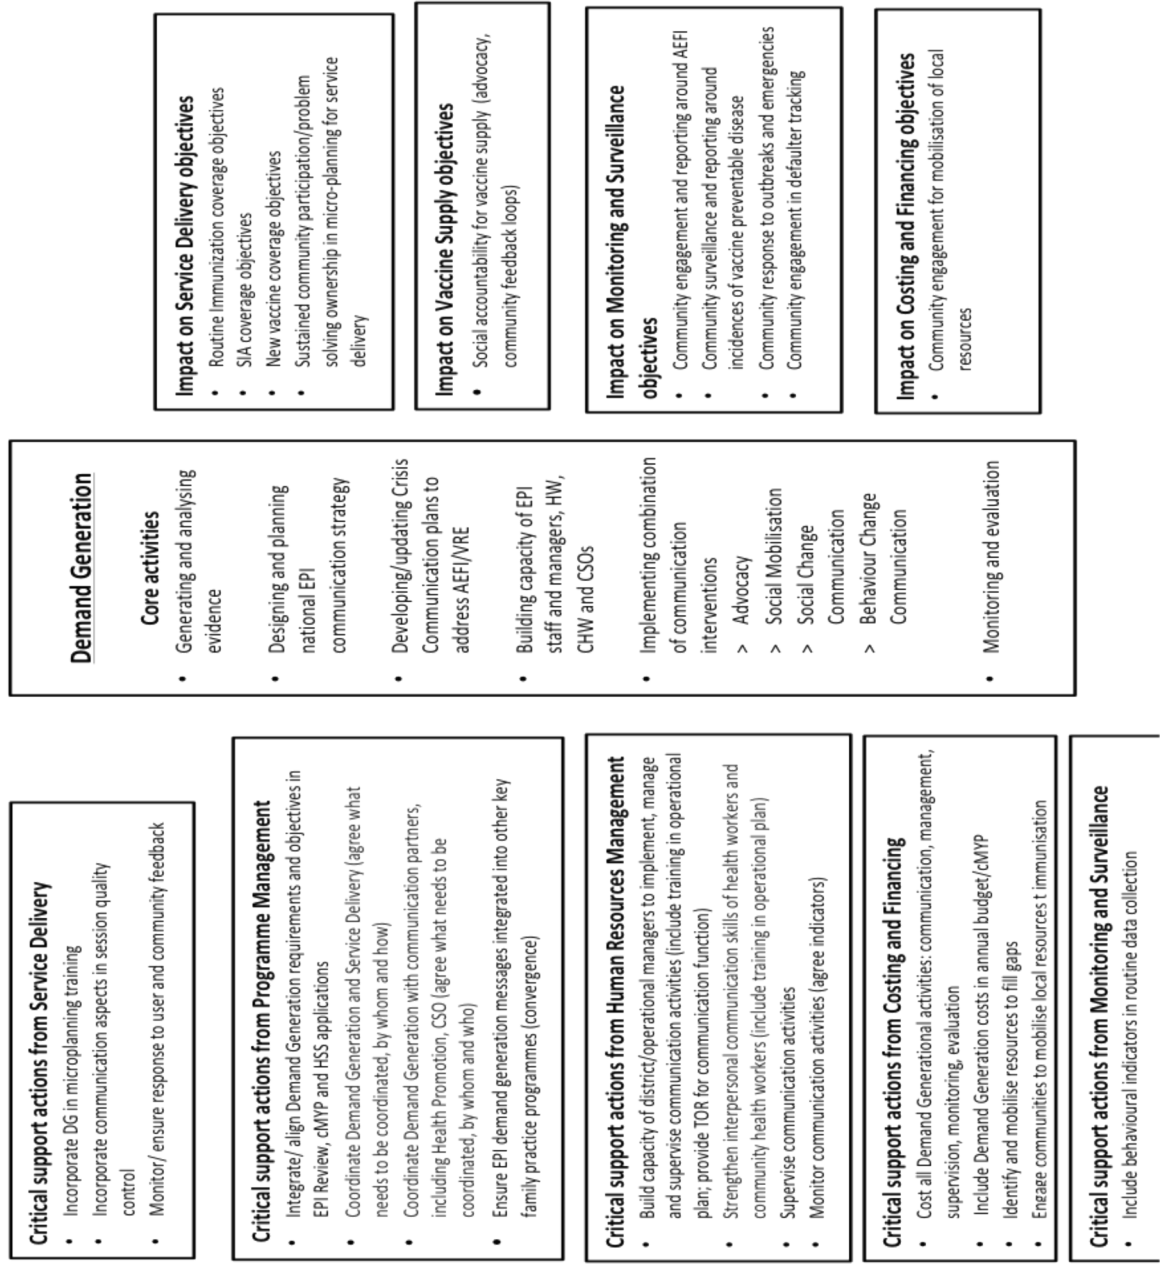 Critical support actions from Service Delivery
• Incorporate DG in microplanning training
• Incorporate communication aspects in session quality
control
• Monitor/ ensure response to user and community feedback
Critical support actions from Programme Management
• Integrate/ align Demand Generation requirements and objectives in
EPI Review, cMYP and HSS applications
• Coordinate Demand Generation and Service Delivery (agree what
needs to be coordinated, by whom and how)
• Coordinate Demand Generation with communication partners,
including Health Promotion, CSO (agree what needs to be
coordinated, by whom and who)
• Ensure EPI demand generation messages integrated into other key
family practice programmes (convergence)
Critical support actions from Human Resources Management
• Build capacity of district/operational managers to implement, manage
and supervise communication activities (include training in operational
plan; provide TOR for communication function)
• Strengthen interpersonal communication skills of health workers and
community health workers (include training in operational plan)
• Supervise communication activities
• Monitor communication activities (agree indicators)
Critical support actions from Costing and Financing
• Cost all Demand Generational activities: communication, management,
supervision, monitoring, evaluation
• Include Demand Generation costs in annual budget/cMYP
• Identify and mobilise resources to fill gaps
• Engage communities to mobilise local resources t immunisation
Critical support actions from Monitoring and Surveillance
• Include behavioural indicators in routine data collection
Demand Generation
Core activities
• Generating and analysing
evidence
• Designing and planning
national EPI
communication strategy
• Developing/updating Crisis
Communication plans to
address AEFI/VRE
• Building capacity of EPI
staff and managers, HW,
CHW and CSOs
• Implementing combination
of communication
interventions
> Advocacy
> Social Mobilisation
> Social Change
Communication
> Behaviour Change
Communication
• Monitoring and evaluation
Impact on Service Delivery objectives
• Routine Immunization coverage objectives
• SIA coverage objectives
• New vaccine coverage objectives
• Sustained community participation/problem
solving ownership in micro-planning for service
delivery
Impact on Vaccine Supply objectives
• Social accountability for vaccine supply (advocacy,
community feedback loops)
Impact on Monitoring and Surveillance
objectives
• Community engagement and reporting around AEFI
• Community surveillance and reporting around
incidences of vaccine preventable disease
• Community response to outbreaks and emergencies
• Community engagement in defaulter tracking
Impact on Costing and Financing objectives
• Community engagement for mobilisation of local
resources